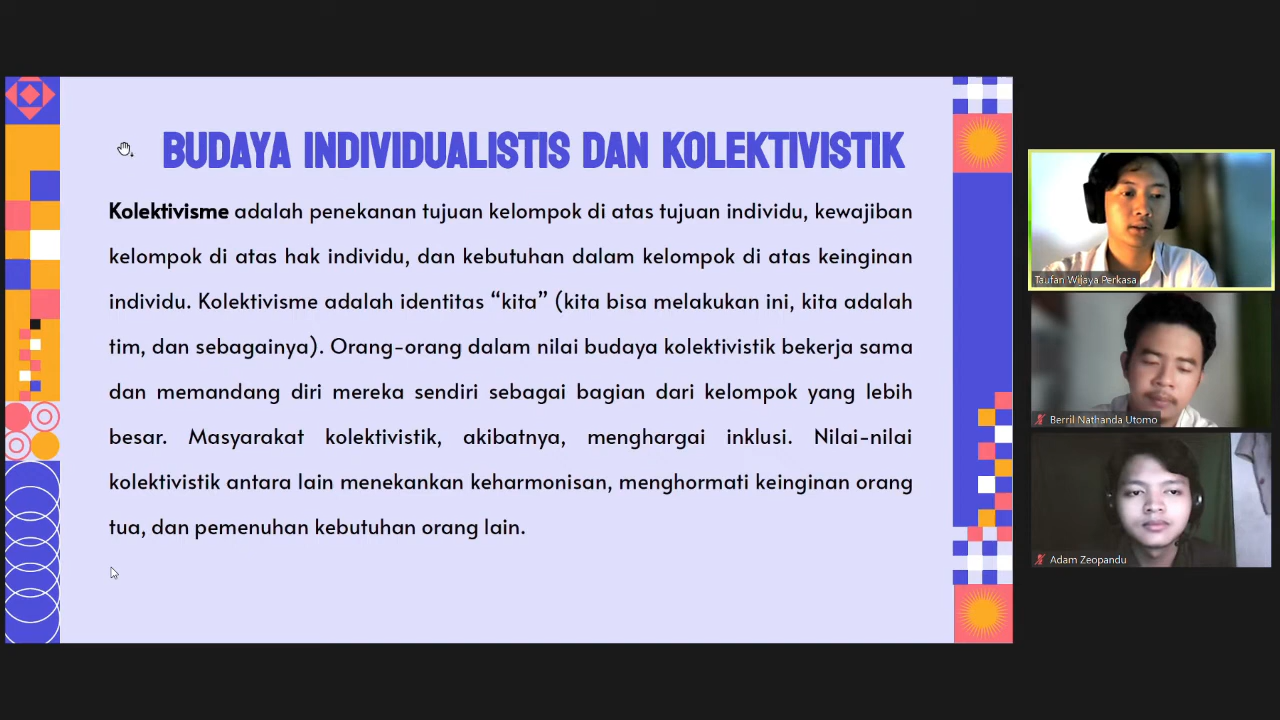 BUDAYA INDIVIDUALISTIS DAN KOLEKTIVISTIK
Kolektivisme adalah penekanan tujuan kelompok di atas tujuan individu, kewajiban
kelompok di atas hak individu, dan kebutuhan dalam kelompok di atas keinginan
individu. Kolektivisme adalah identitas “kita” (kita bisa melakukan ini, kita adalah
tim, dan sebagainya). Orang-orang dalam nilai budaya kolektivistik bekerja sama
dan memandang diri mereka sendiri sebagai bagian dari kelompok yang lebih
besar. Masyarakat kolektivistik, akibatnya, menghargai inklusi. Nilai-nilai
kolektivistik antara lain menekankan keharmonisan, menghormati keinginan orang
tua, dan pemenuhan kebutuhan orang lain.
Taufan Wijaya Perkasa
Berril Nathanda Utomo
Adam Zeopandu